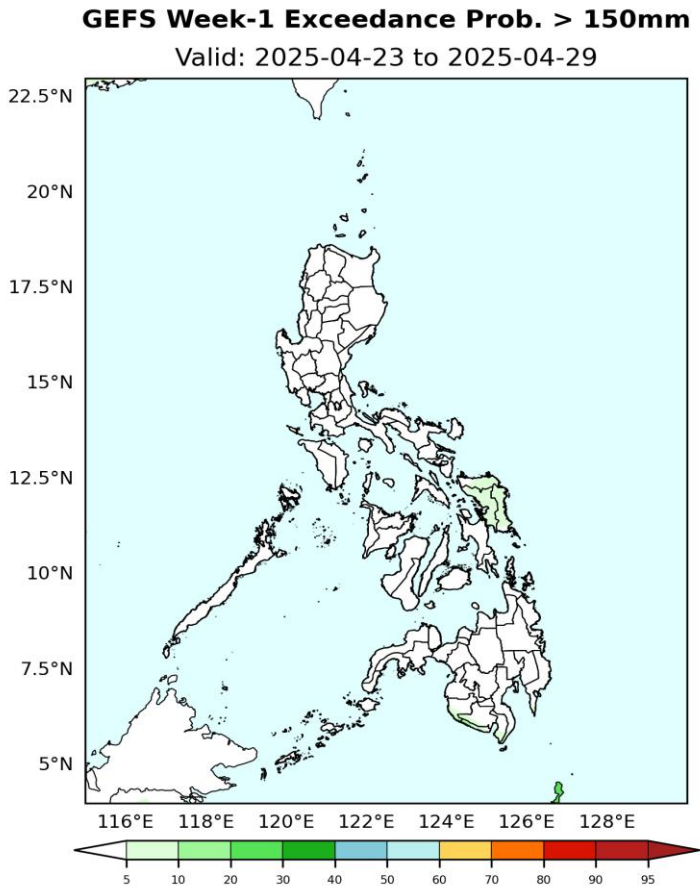 GEFS Week-1 Exceedance Prob. > 150mm
Valid: 2025-04-23 to 2025-04-29
22.5°N
20°N
17.5°N
15°N
12.5°N
10°N
7.5°N
5°N
116°E 118°E 120°E 122°E 124°E 126°E 128°E
5 10 20 30 40 50 60 70 80 90 95